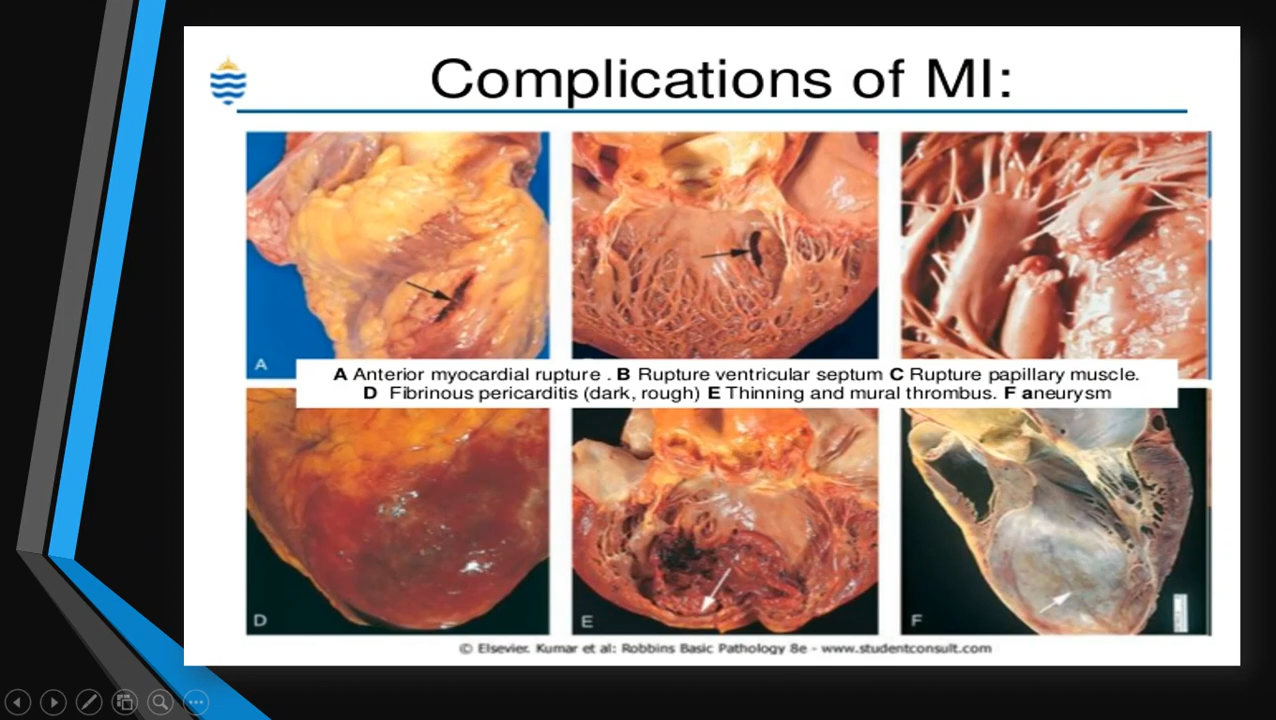 Complications of MI:
A
A Anterior myocardial rupture . B Rupture ventricular septum C Rupture papillary muscle.
D Fibrinous pericarditis (dark, rough) E Thinning and mural thrombus. F aneurysm
D
E
F
© Elsevier. Kumar et al: Robbins Basic Pathology 8e - www.studentconsult.com